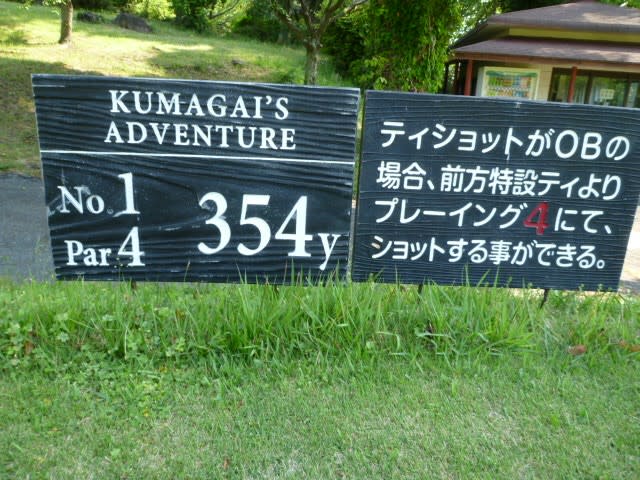 KUMAGAI'S
ADVENTURE
No 1
Par 4
354y
ティショットがOBの
場合、前方特設ティより
プレーイング4にて、
ショットする事ができる。